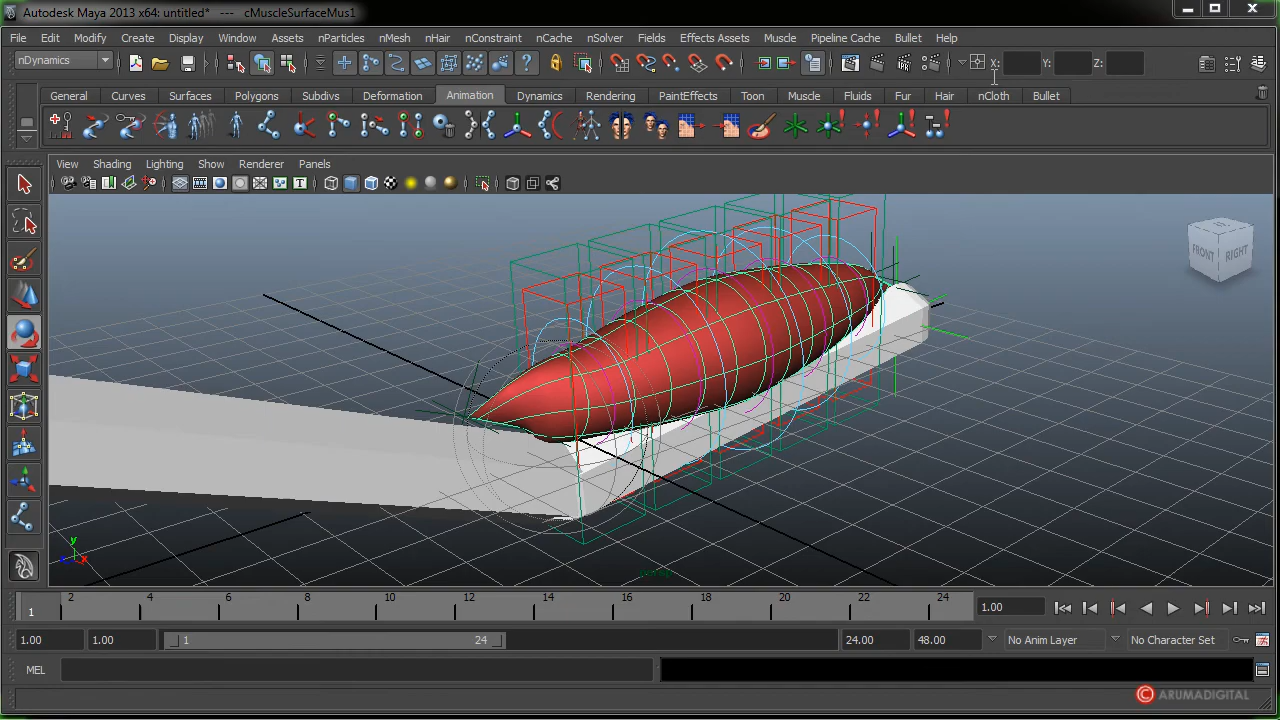 Autodesk Maya 2013 x64: untitled* --- cMuscleSurfaceMus1
File Edit Modify Create Display Window Assets nParticles nMesh nHair nConstraint nCache nSolver Fields Effects Assets Muscle Pipeline Cache Bullet Help
nDynamics X: Y: Z:
General Curves Surfaces Polygons Subdivs Deformation Animation Dynamics Rendering PaintEffects Toon Muscle Fluids Fur Hair nCloth Bullet
View Shading Lighting Show Renderer Panels
FRONT RIGHT
y
x
persp
1 2 4 6 8 10 12 14 16 18 20 22 24 1.00
1.00 1.00 1 24 24.00 48.00 No Anim Layer No Character Set
MEL
© ARUMADIGITAL